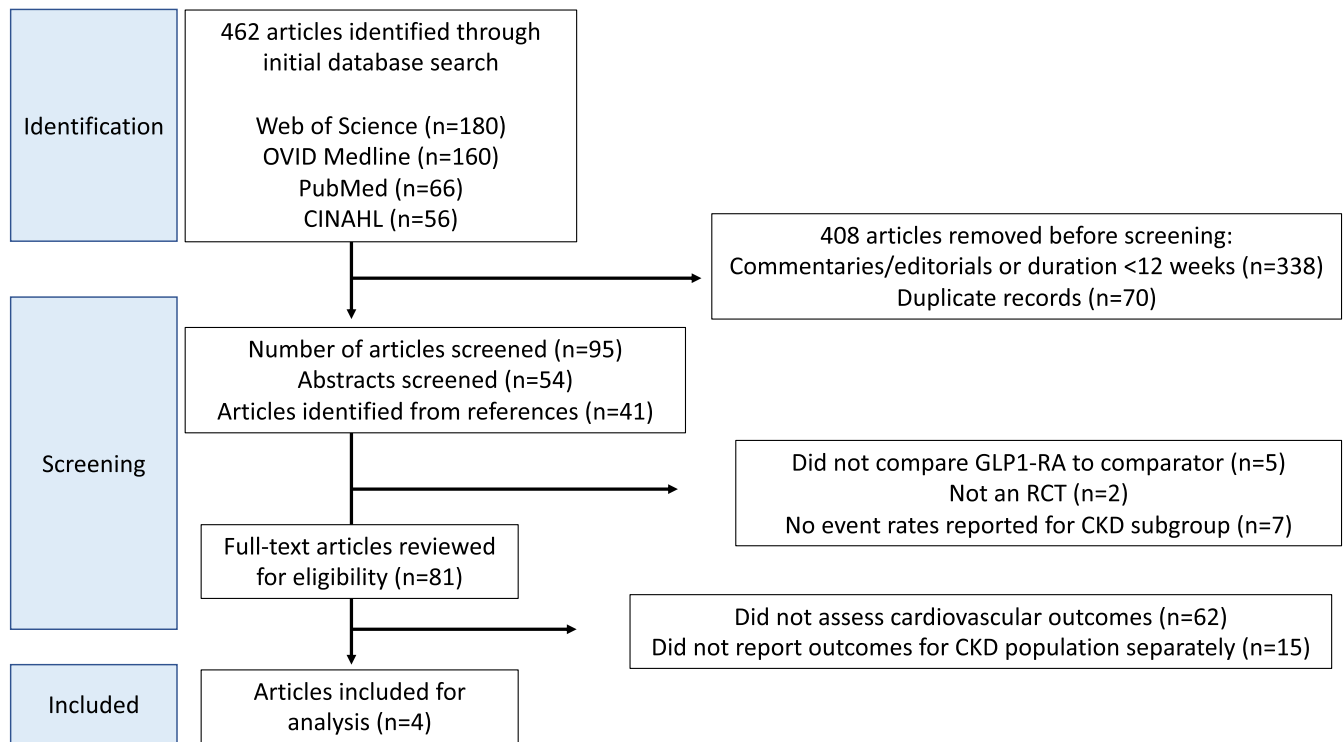 Identification
462 articles identified through
initial database search
Web of Science (n=180)
OVID Medline (n=160)
PubMed (n=66)
CINAHL (n=56)
408 articles removed before screening:
Commentaries/editorials or duration <12 weeks (n=338)
Duplicate records (n=70)
Screening
Number of articles screened (n=95)
Abstracts screened (n=54)
Articles identified from references (n=41)
Did not compare GLP1-RA to comparator (n=5)
Not an RCT (n=2)
No event rates reported for CKD subgroup (n=7)
Full-text articles reviewed
for eligibility (n=81)
Did not assess cardiovascular outcomes (n=62)
Did not report outcomes for CKD population separately (n=15)
Included
Articles included for
analysis (n=4)